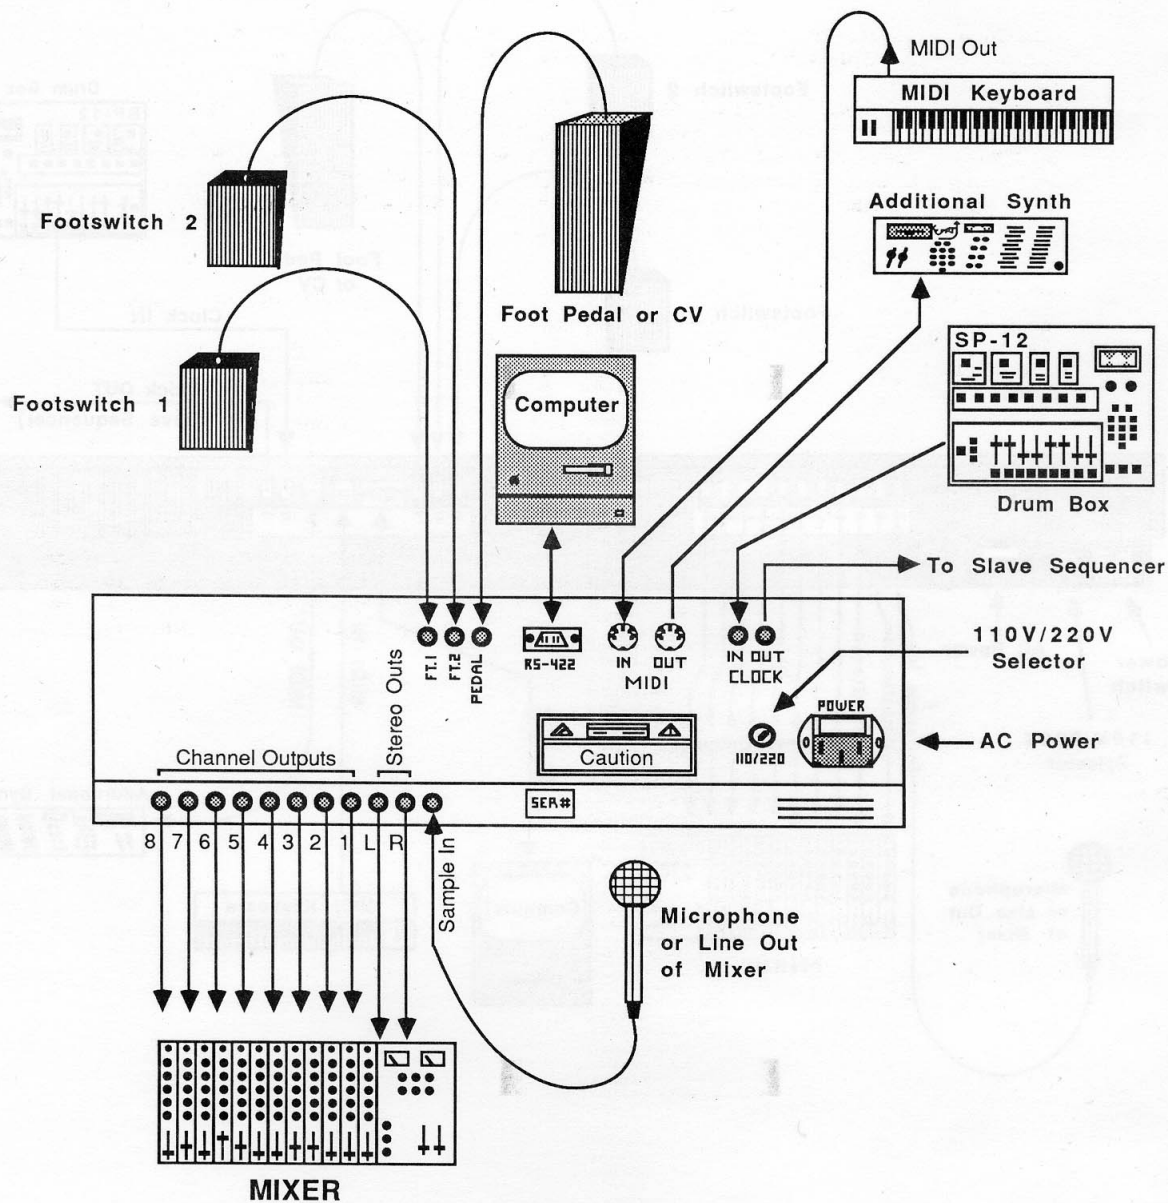 MIDI Out
MIDI Keyboard
Footswitch 2
Additional Synth
Foot Pedal or CV
SP-12
Footswitch 1
Computer
Drum Box
To Slave Sequencer
110V/220V
Selector
FT.1
FT.2
PEDAL
RS-422
IN OUT
MIDI
IN OUT
CLOCK
Stereo Outs
POWER
110/220
AC Power
Channel Outputs
Caution
SER#
8 7 6 5 4 3 2 1 L R
Sample In
Microphone
or Line Out
of Mixer
MIXER